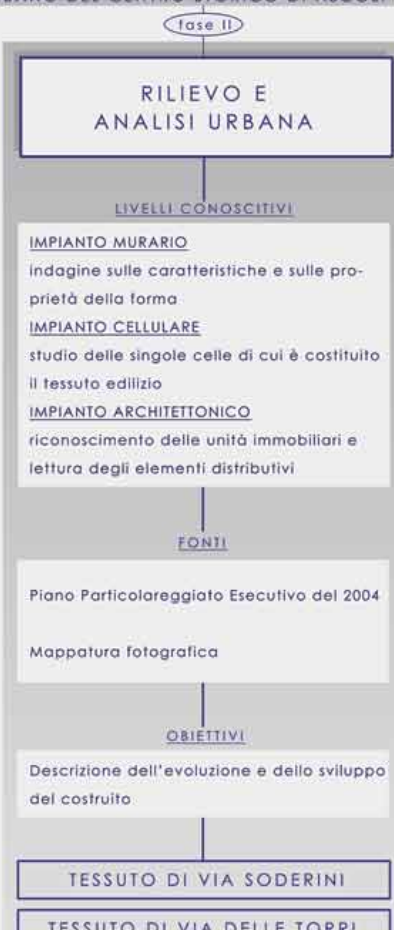 DEL CENTRO STORICO DI
fase II
RILIEVO E
ANALISI URBANA
LIVELLI CONOSCITIVI
IMPIANTO MURARIO
indagine sulle caratteristiche e sulle pro-
prietà della forma
IMPIANTO CELLULARE
studio delle singole celle di cui è costituito
il tessuto edilizio
IMPIANTO ARCHITETTONICO
riconoscimento delle unità immobiliari e
lettura degli elementi distributivi
FONTI
Piano Particolareggiato Esecutivo del 2004
Mappatura fotografica
OBIETTIVI
Descrizione dell'evoluzione e dello sviluppo
del costruito
TESSUTO DI VIA SODERINI
TESSUTO DI VIA DELLE TORRI